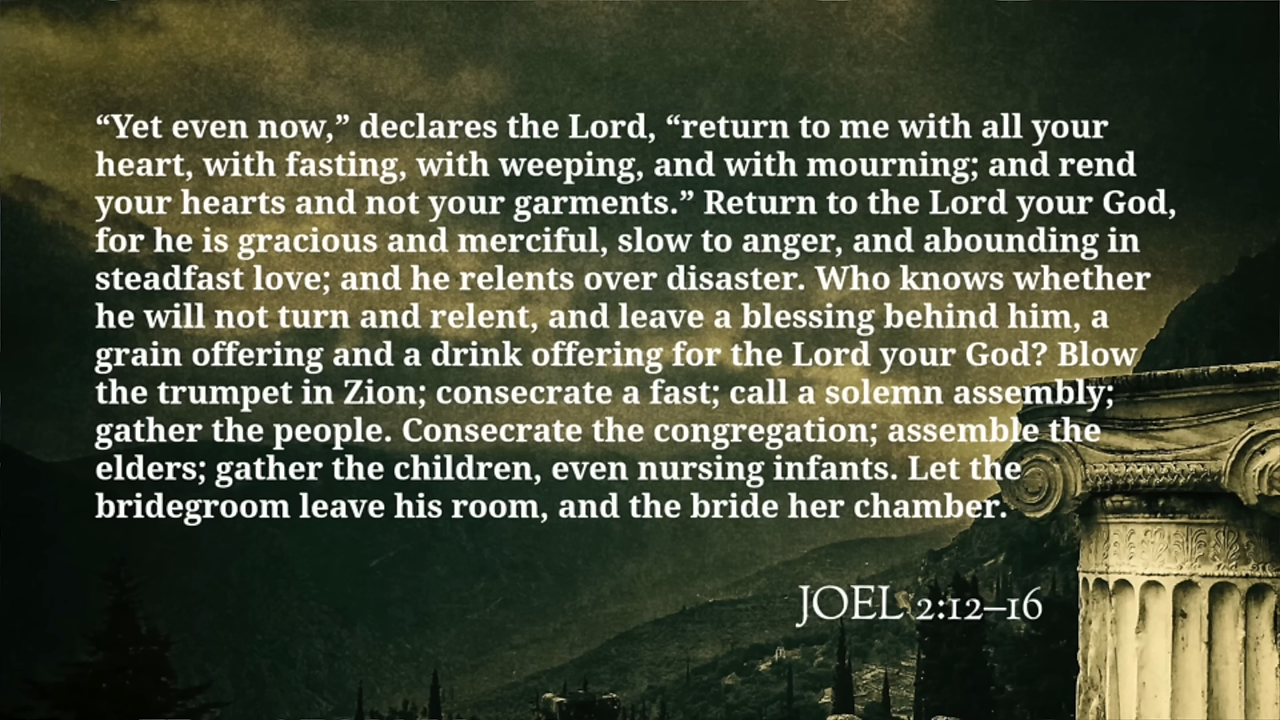 “Yet even now,” declares the Lord, “return to me with all your
heart, with fasting, with weeping, and with mourning; and rend
your hearts and not your garments.” Return to the Lord your God,
for he is gracious and merciful, slow to anger, and abounding in
steadfast love; and he relents over disaster. Who knows whether
he will not turn and relent, and leave a blessing behind him, a
grain offering and a drink offering for the Lord your God? Blow
the trumpet in Zion; consecrate a fast; call a solemn assembly;
gather the people. Consecrate the congregation; assemble the
elders; gather the children, even nursing infants. Let the
bridegroom leave his room, and the bride her chamber.
JOEL 2:12–16